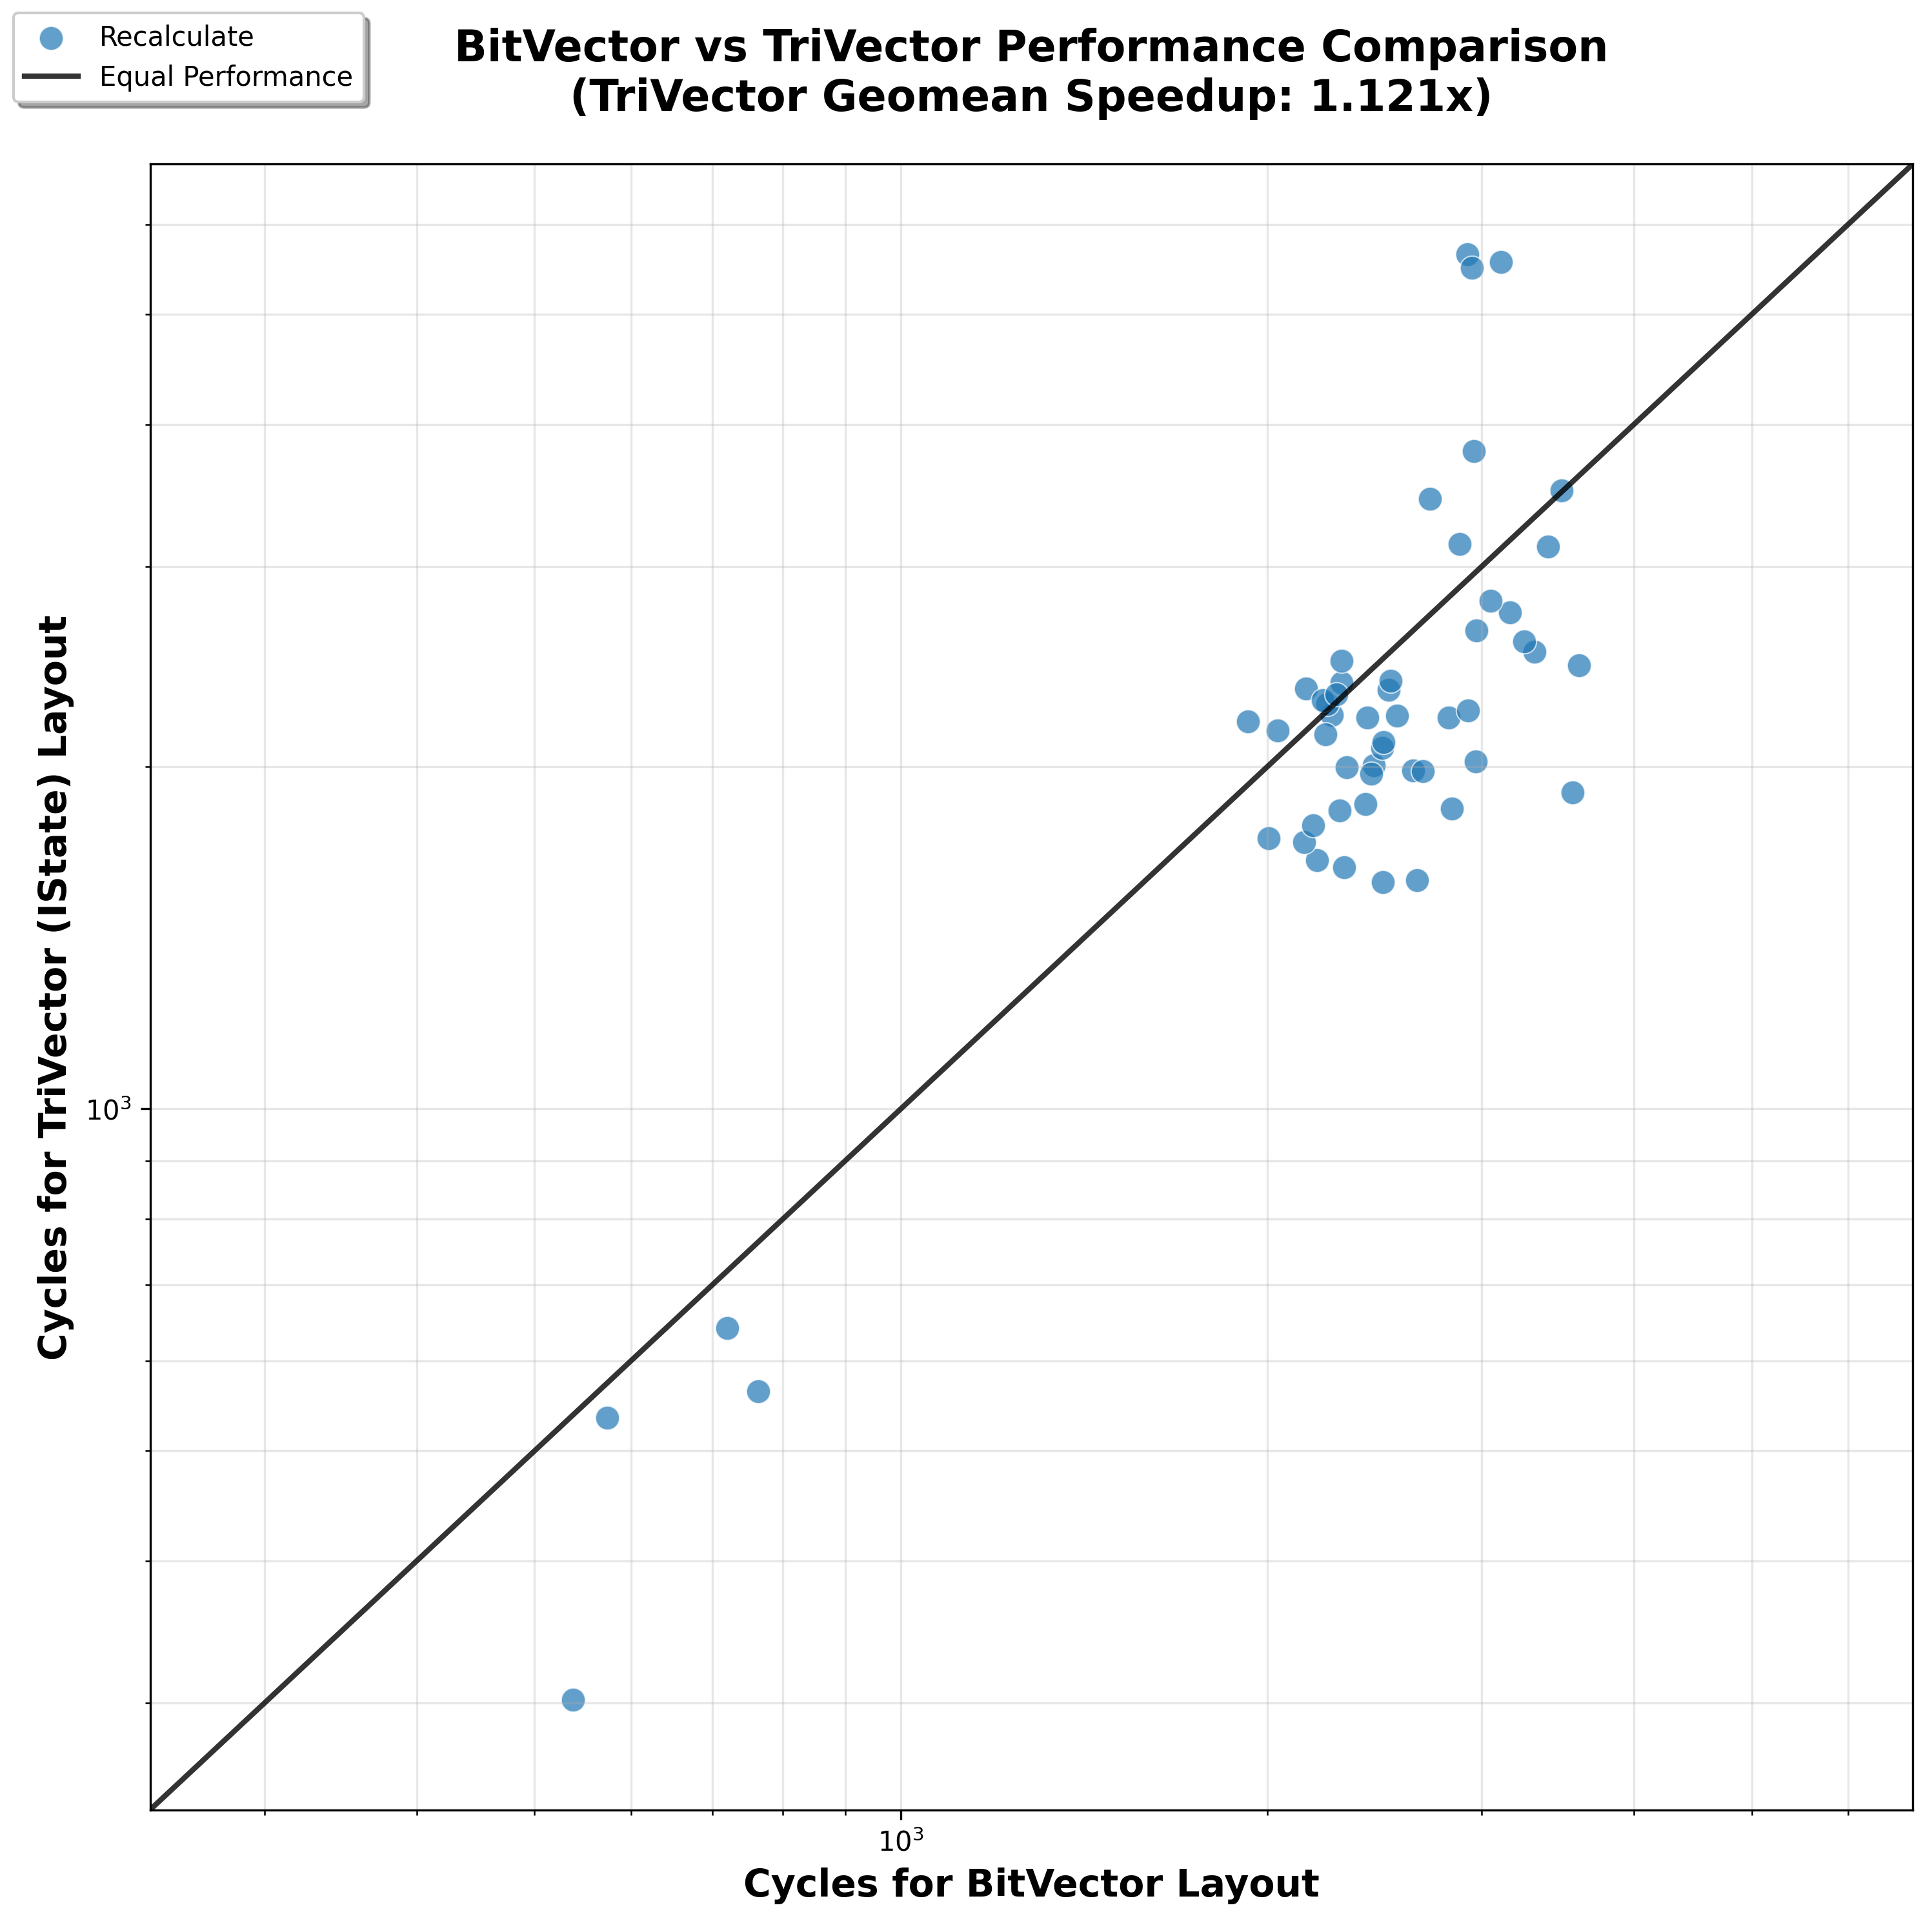 Recalculate
Equal Performance
BitVector vs TriVector Performance Comparison
(TriVector Geomean Speedup: 1.121x)
Cycles for TriVector (IState) Layout
10³
10³
Cycles for BitVector Layout